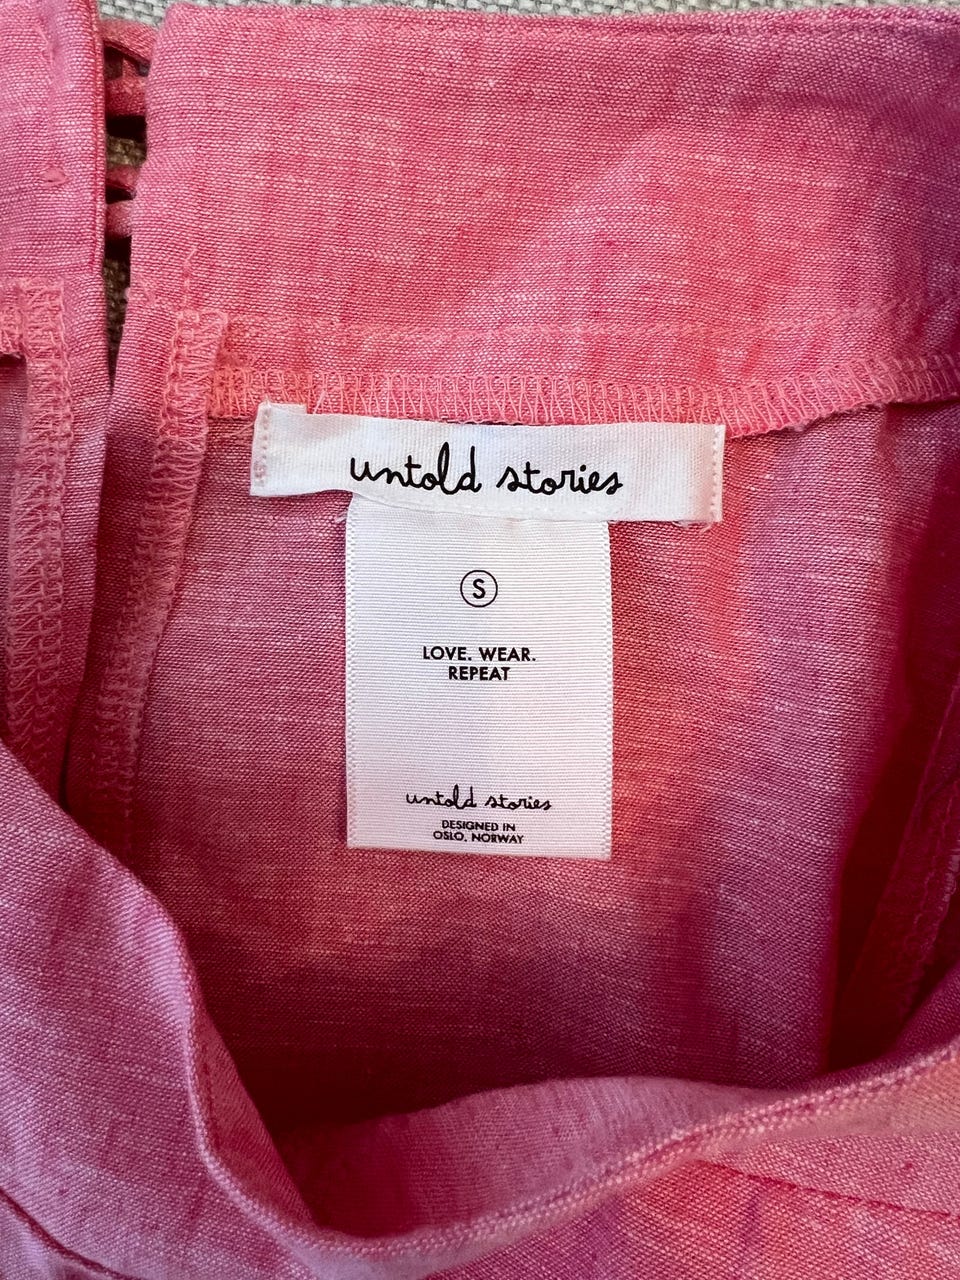 untold stories
S
LOVE. WEAR.
REPEAT
untold stories
DESIGNED IN
OSLO, NORWAY